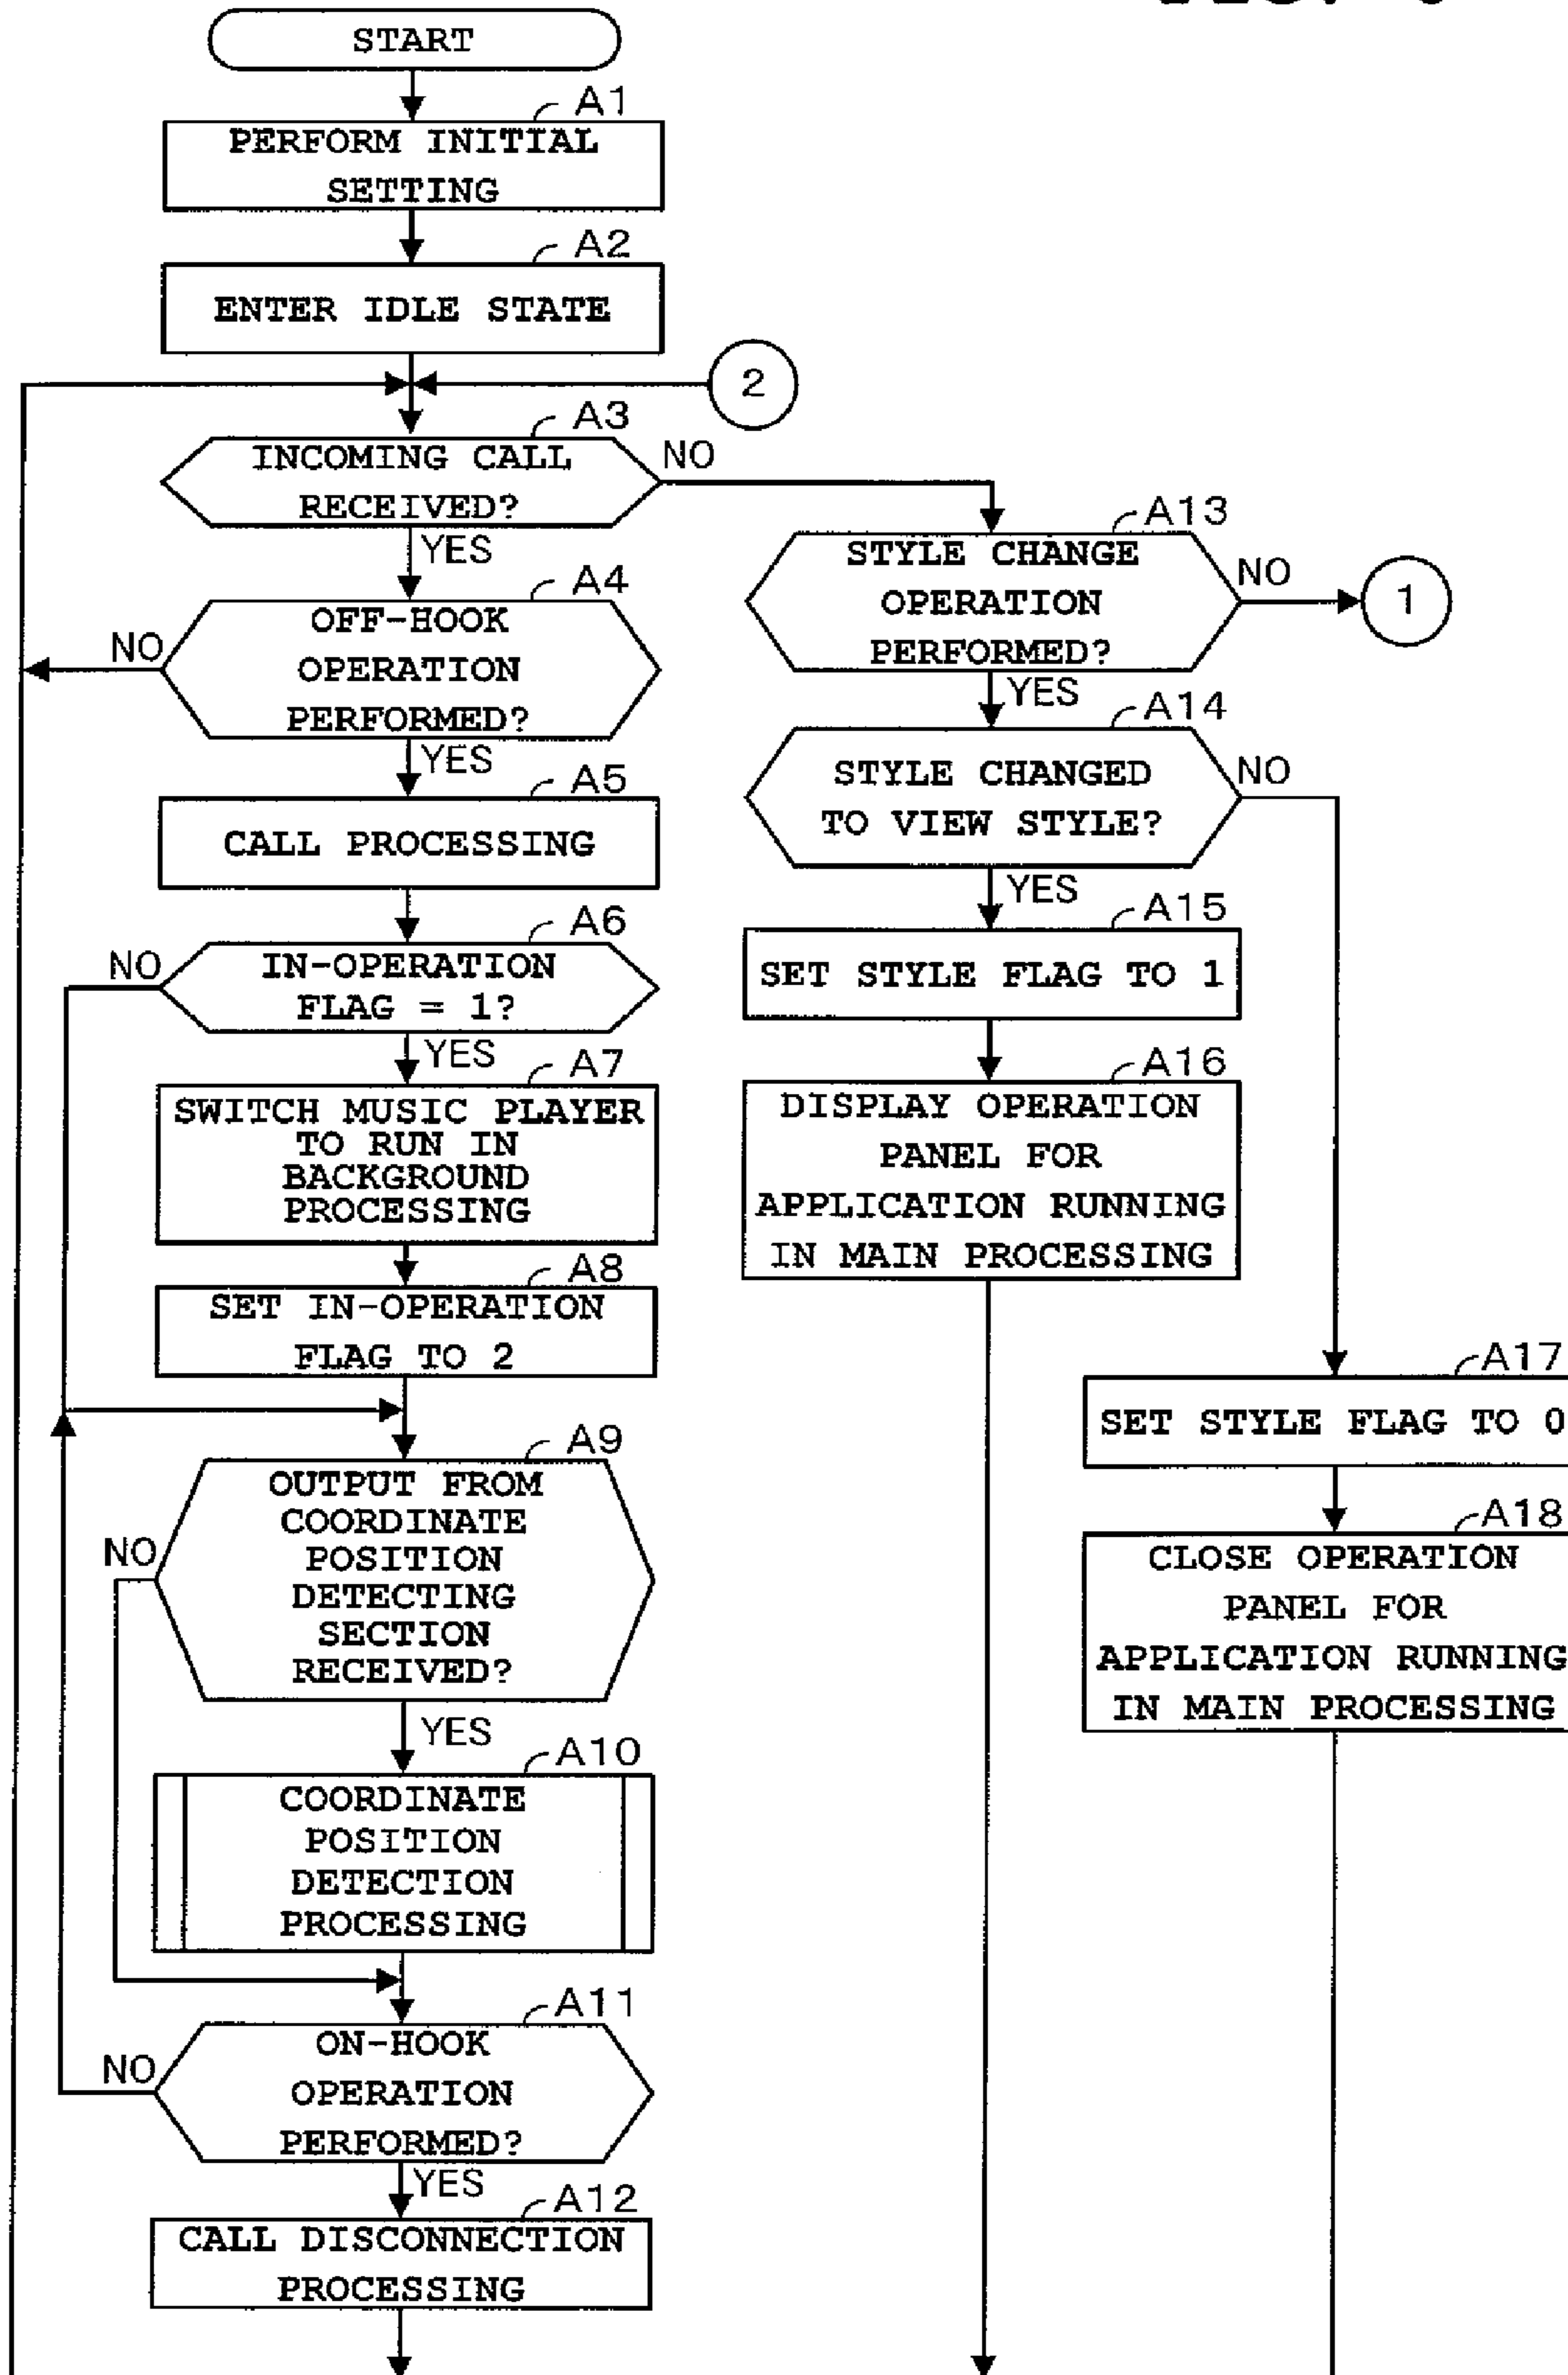 START
A1
PERFORM INITIAL
SETTING
A2
ENTER IDLE STATE
2
A3
INCOMING CALL
RECEIVED?
NO
YES
A4
OFF-HOOK
OPERATION
PERFORMED?
NO
YES
A5
CALL PROCESSING
A6
IN-OPERATION
FLAG = 1?
NO
YES
A7
SWITCH MUSIC PLAYER
TO RUN IN
BACKGROUND
PROCESSING
A8
SET IN-OPERATION
FLAG TO 2
A9
OUTPUT FROM
COORDINATE
POSITION
DETECTING
SECTION
RECEIVED?
NO
YES
A10
COORDINATE
POSITION
DETECTION
PROCESSING
A11
ON-HOOK
OPERATION
PERFORMED?
NO
YES
A12
CALL DISCONNECTION
PROCESSING
A13
STYLE CHANGE
OPERATION
PERFORMED?
NO
1
YES
A14
STYLE CHANGED
TO VIEW STYLE?
NO
YES
A15
SET STYLE FLAG TO 1
A16
DISPLAY OPERATION
PANEL FOR
APPLICATION RUNNING
IN MAIN PROCESSING
A17
SET STYLE FLAG TO 0
A18
CLOSE OPERATION
PANEL FOR
APPLICATION RUNNING
IN MAIN PROCESSING